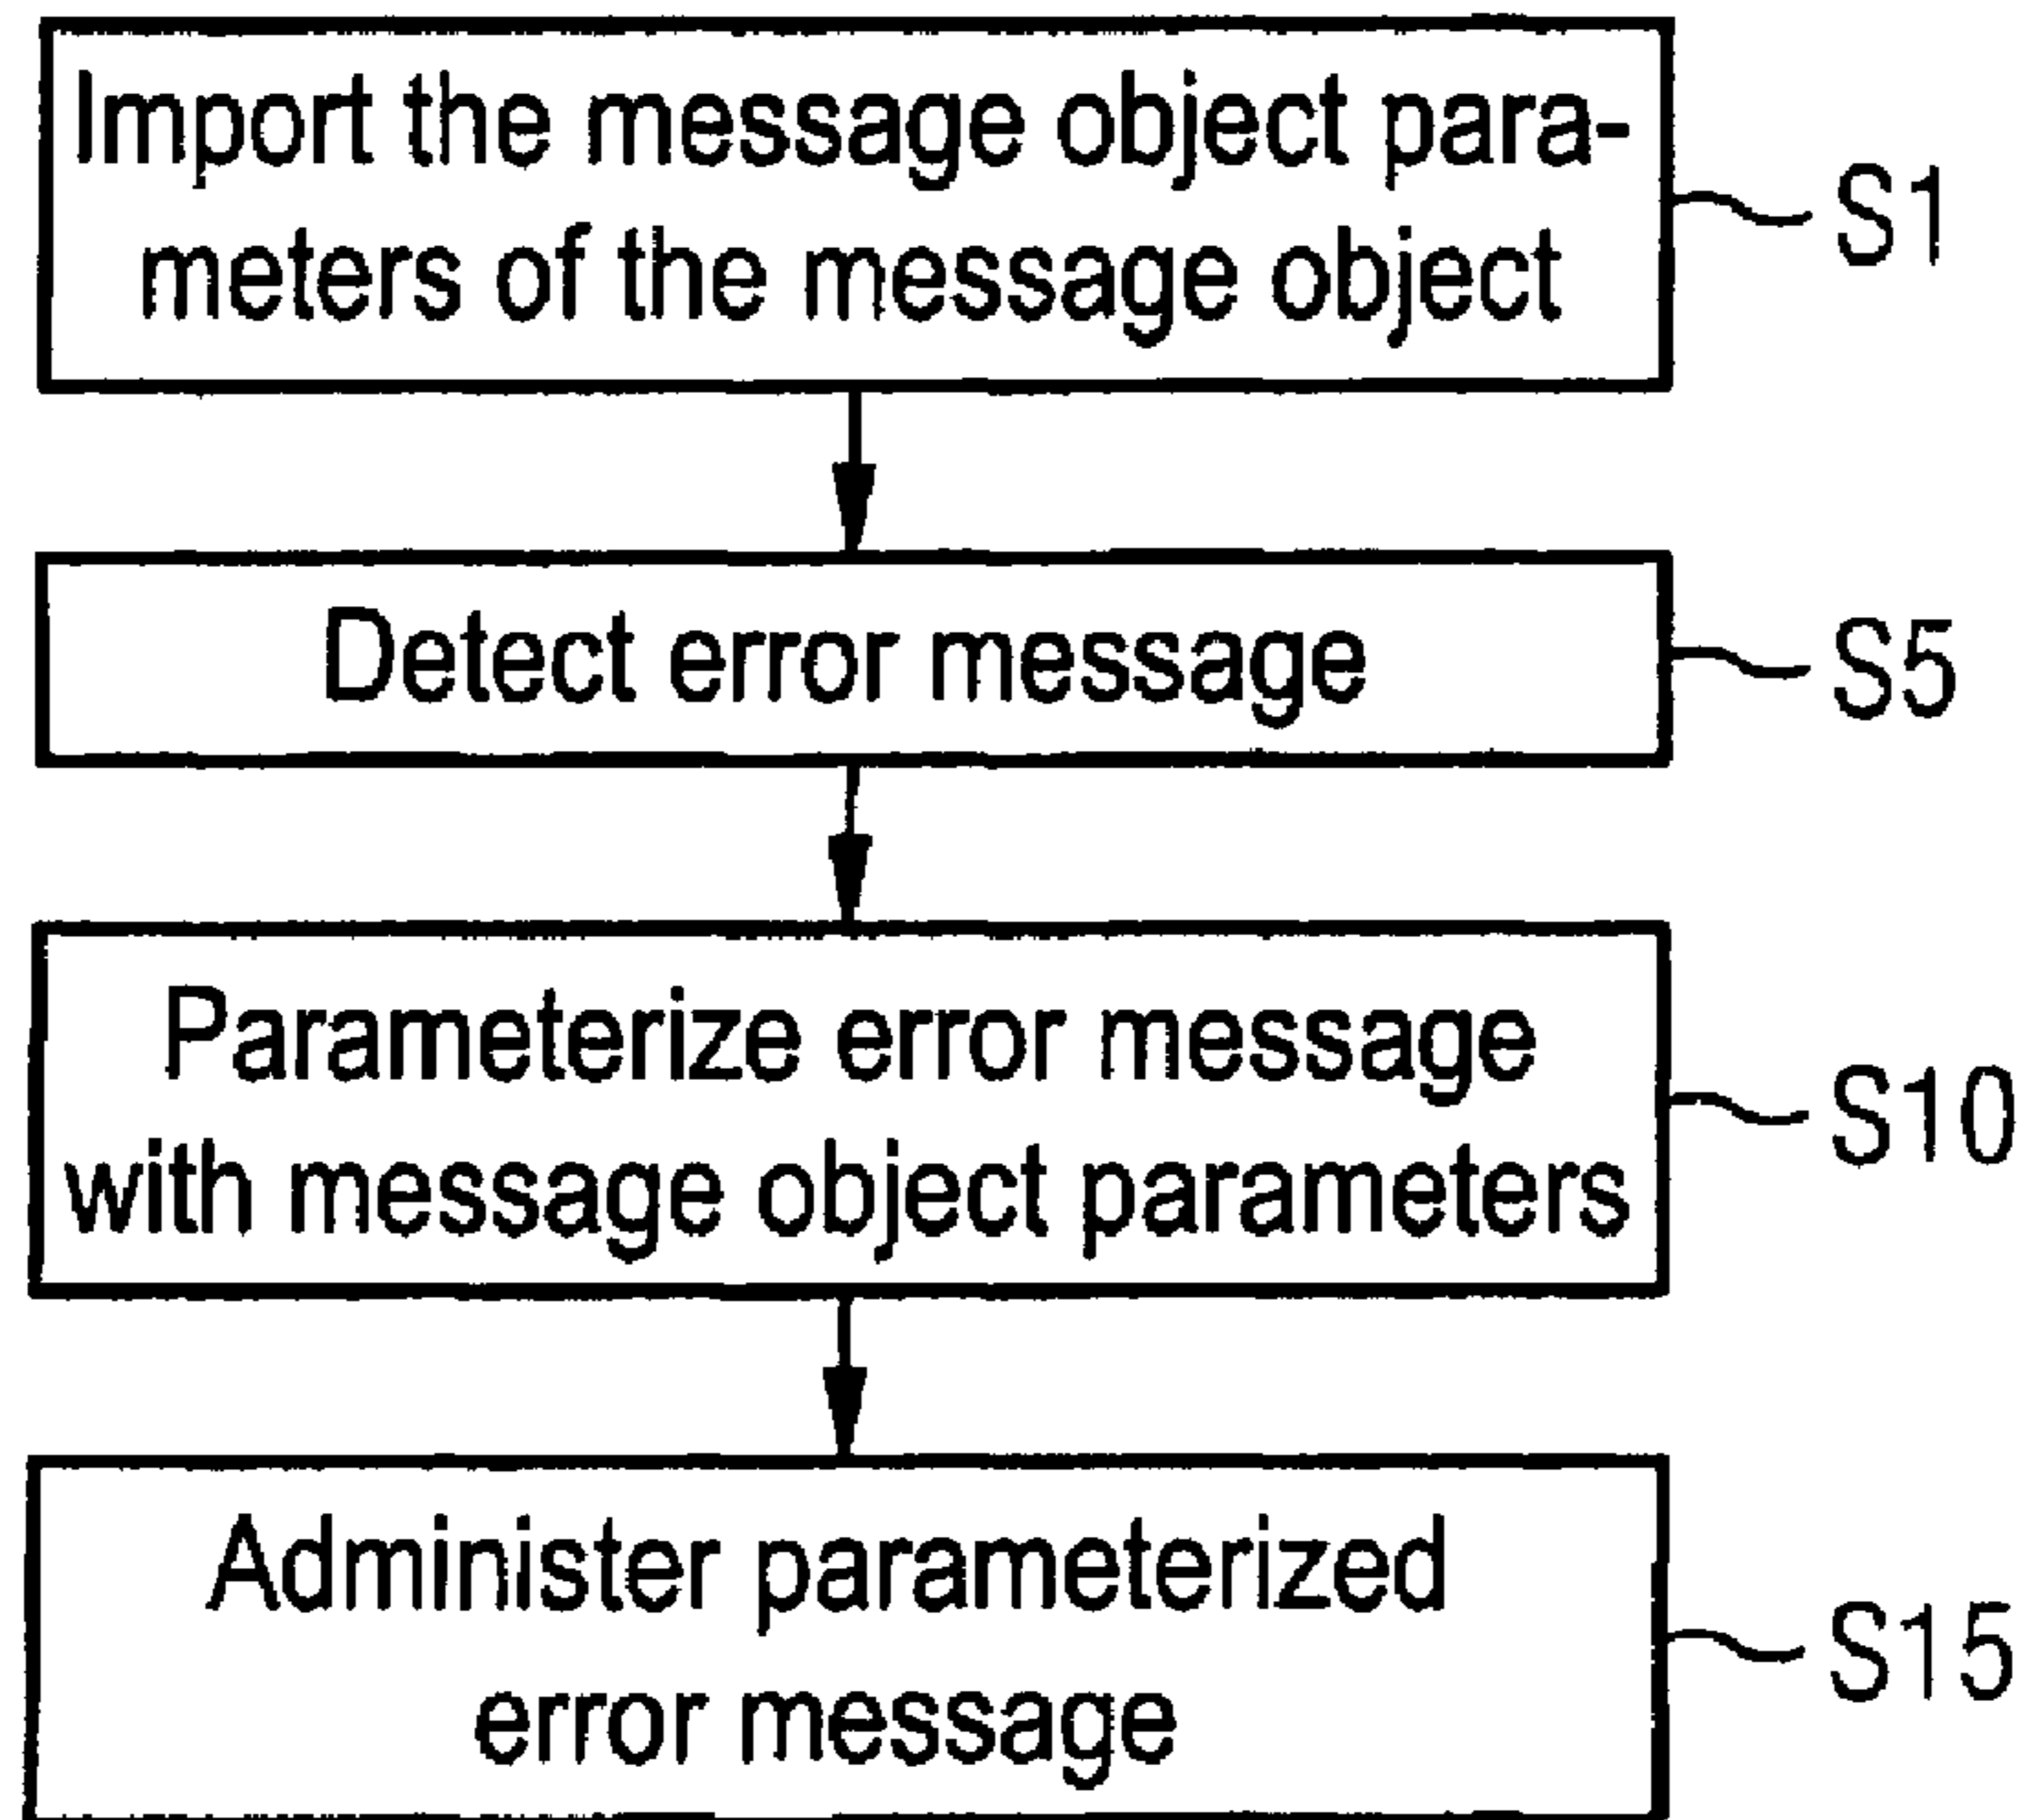 Import the message object para-
meters of the message object
S1
Detect error message
S5
Parameterize error message
with message object parameters
S10
Administer parameterized
error message
S15